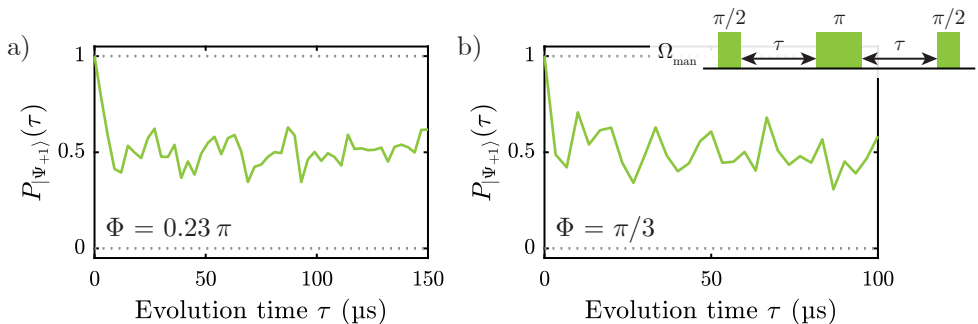 a)
1
0.5
0
P|Ψ+1⟩(τ)
Φ = 0.23 π
0
50
100
150
Evolution time τ (µs)
b)
π/2
π
π/2
Ωman
τ
τ
1
0.5
0
P|Ψ+1⟩(τ)
Φ = π/3
0
50
100
Evolution time τ (µs)